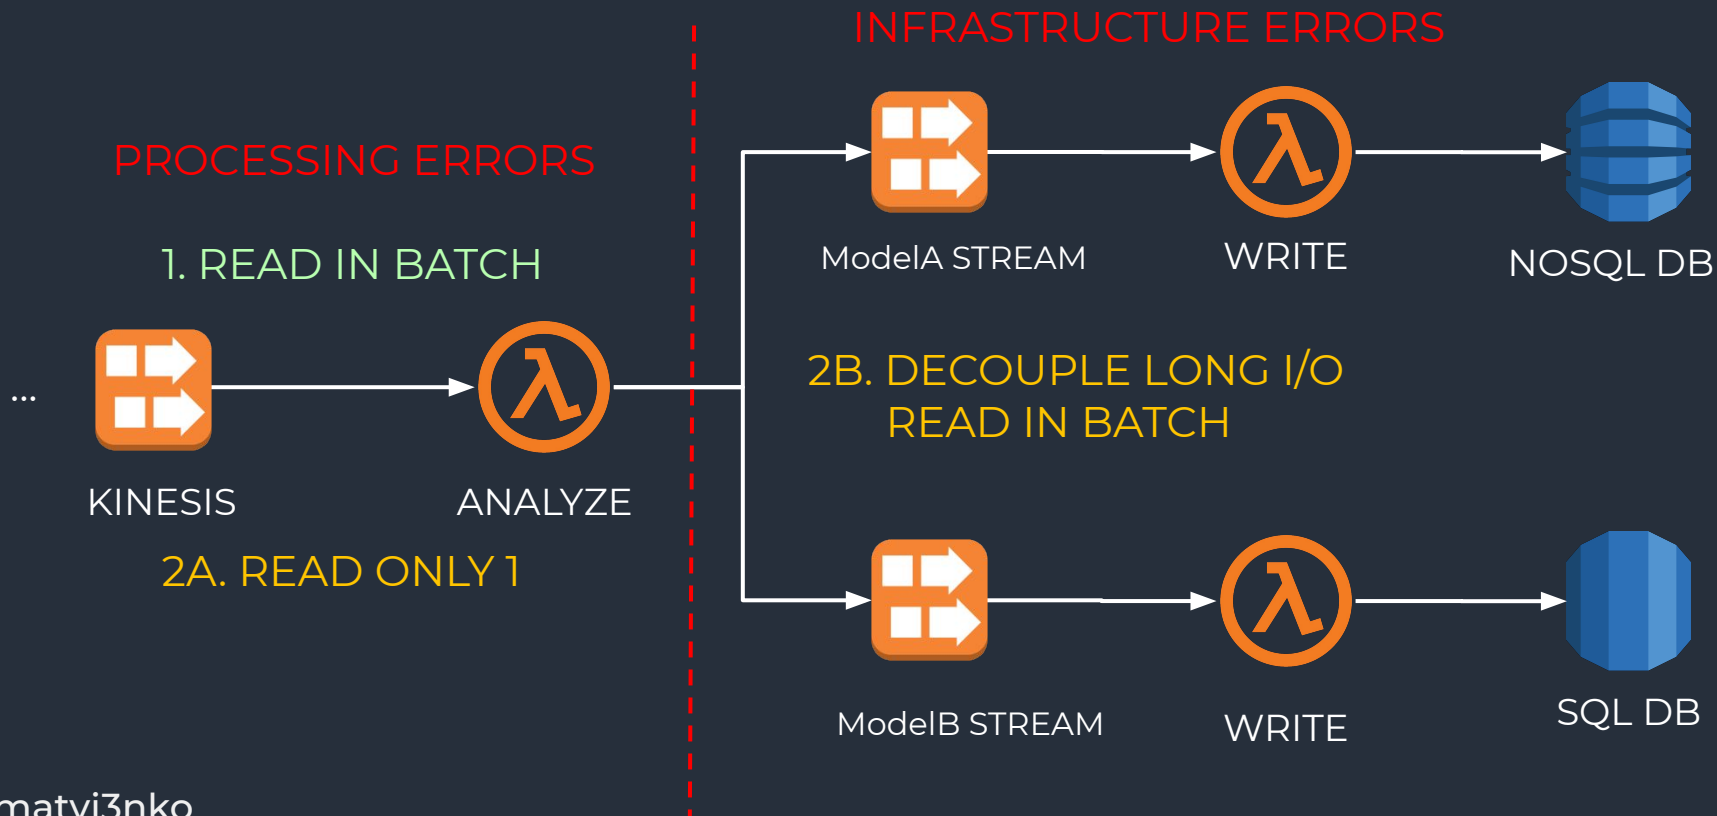 INFRASTRUCTURE ERRORS
PROCESSING ERRORS
1. READ IN BATCH
ModelA STREAM
WRITE
NOSQL DB
...
2B. DECOUPLE LONG I/O
READ IN BATCH
KINESIS
ANALYZE
2A. READ ONLY 1
ModelB STREAM
WRITE
SQL DB
matvi3nko